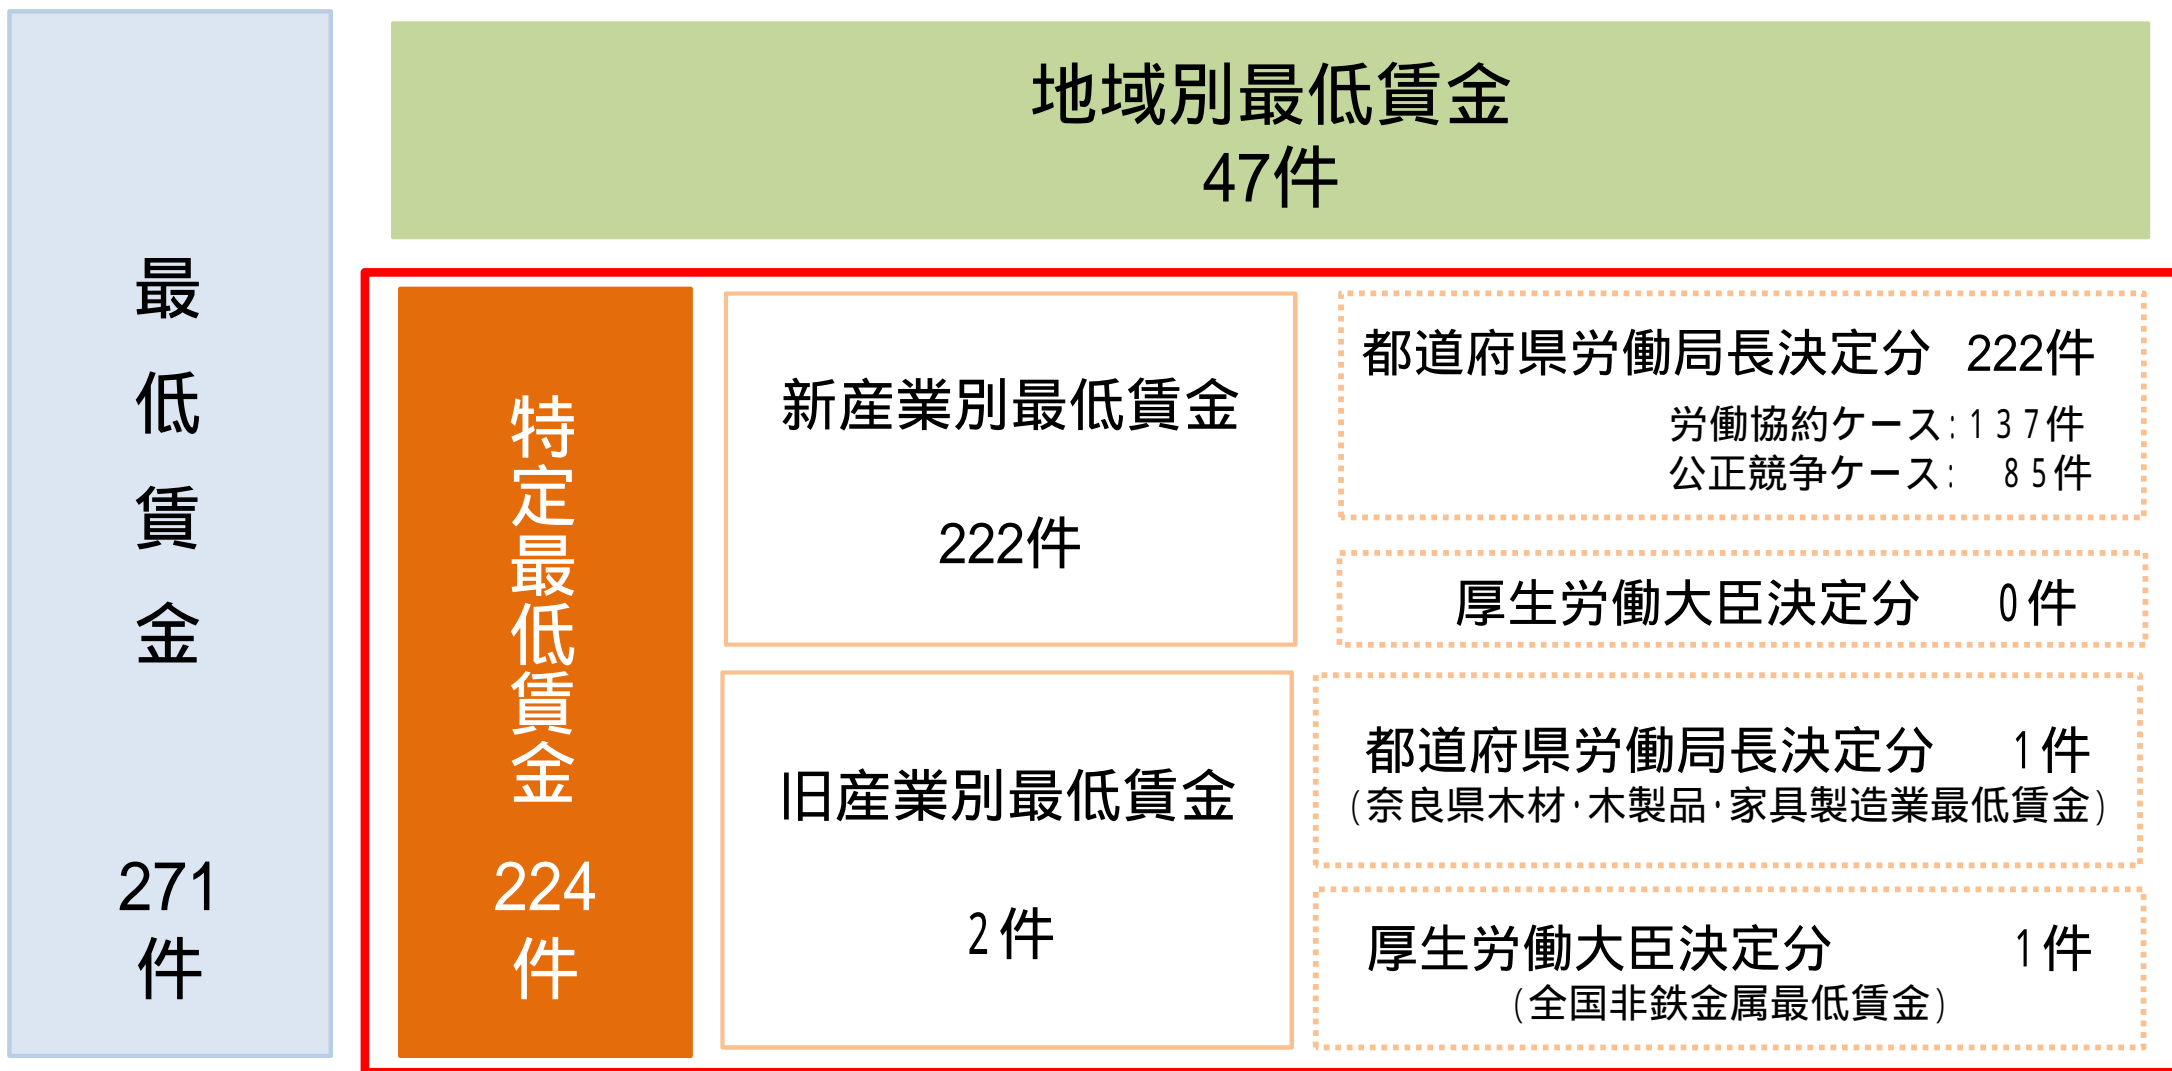 最低賃金
271
件
地域別最低賃金
47件
特定最低賃金
224
件
新産業別最低賃金
222件
都道府県労働局長決定分 222件
労働協約ケース:137件
公正競争ケース: 85件
厚生労働大臣決定分 0件
旧産業別最低賃金
2件
都道府県労働局長決定分 1件
(奈良県木材・木製品・家具製造業最低賃金)
厚生労働大臣決定分 1件
(全国非鉄金属最低賃金)